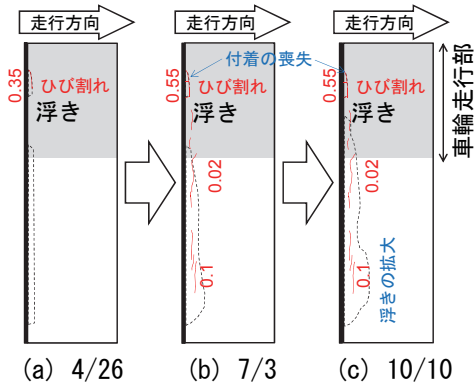 走行方向
走行方向
走行方向
0.35
ひび割れ
浮き
0.55
付着の喪失
ひび割れ
浮き
0.02
0.1
0.55
ひび割れ
浮き
0.02
0.1
浮きの拡大
車輪走行部
(a) 4/26
(b) 7/3
(c) 10/10